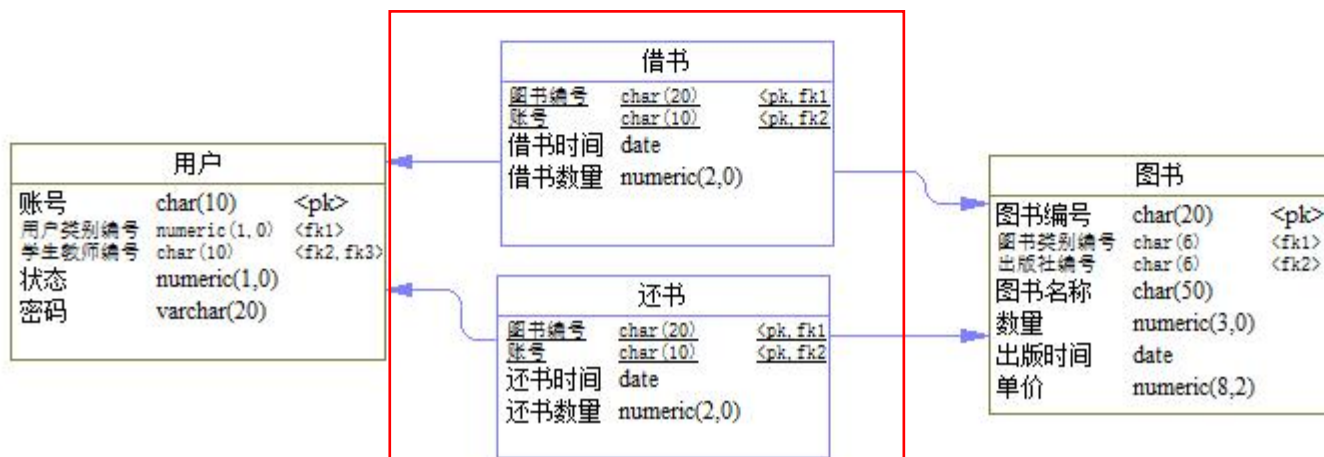 借书
图书编号 char(20) <pk,fk1
账号 char(10) <pk,fk2
借书时间 date
借书数量 numeric(2,0)
用户
账号 char(10) <pk>
用户类别编号 numeric(1,0) <fk1>
学生教师编号 char(10) <fk2,fk3>
状态 numeric(1,0)
密码 varchar(20)
还书
图书编号 char(20) <pk,fk1
账号 char(10) <pk,fk2
还书时间 date
还书数量 numeric(2,0)
图书
图书编号 char(20) <pk>
图书类别编号 char(6) <fk1>
出版社编号 char(6) <fk2>
图书名称 char(50)
数量 numeric(3,0)
出版时间 date
单价 numeric(8,2)